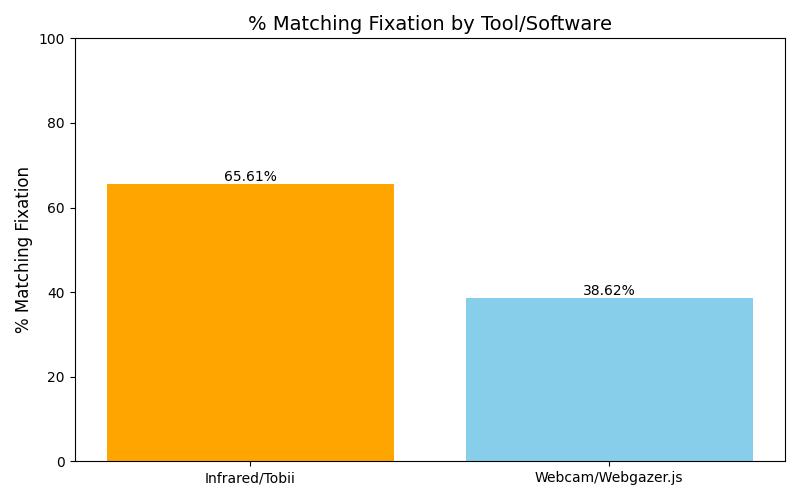 % Matching Fixation by Tool/Software
% Matching Fixation
100
80
60
40
20
0
65.61%
38.62%
Infrared/Tobii
Webcam/Webgazer.js